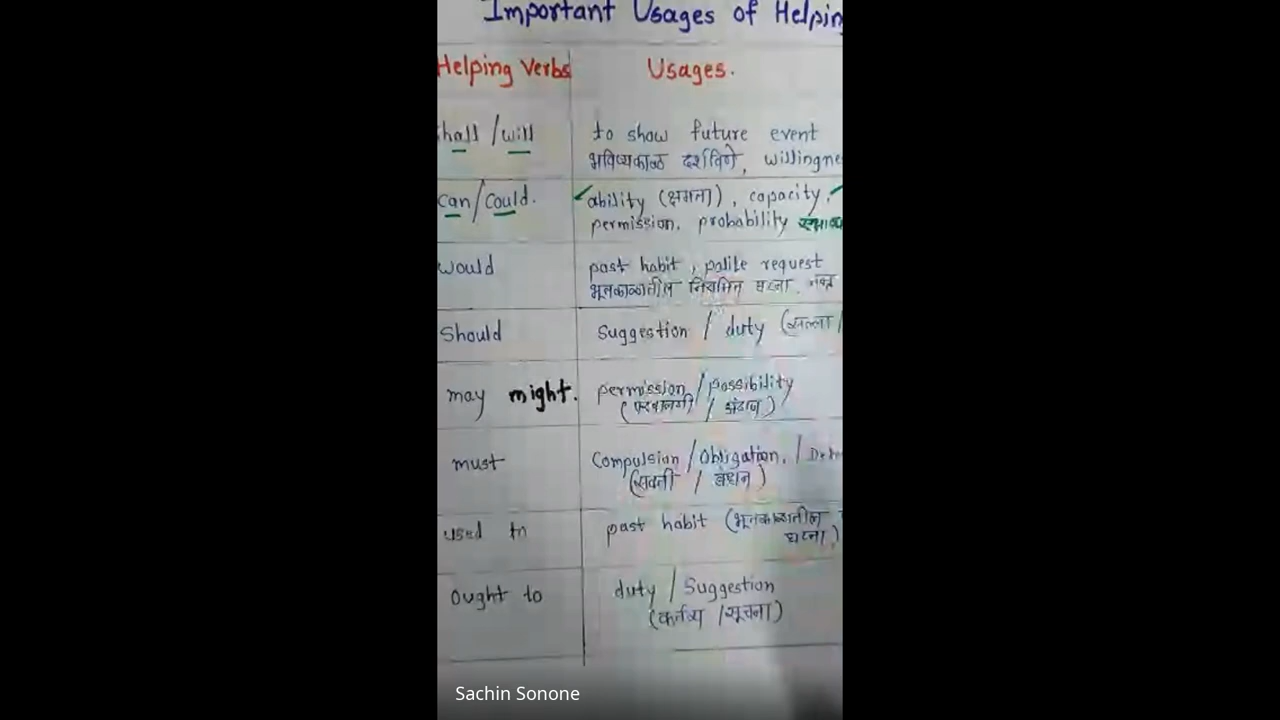 Important Usages of Helpin
Helping Verbs Usages.
hall / will to show future event
भविष्यकाळ दर्शविणे, willingne
Can/Could. ability (क्षमता), capacity,
permission, probability
would past habit, polite request
भूतकाळातील नियमित घटना, नम्र
Should Suggestion / duty (सल्ला /
may might. permission / possibility
(परवानगी / अंदाज)
must Compulsion / Obligation, /
(सक्ती / बंधन)
used to past habit (भूतकाळातील
घटना)
Ought to duty / Suggestion
(कर्तव्य / सूचना)
Sachin Sonone